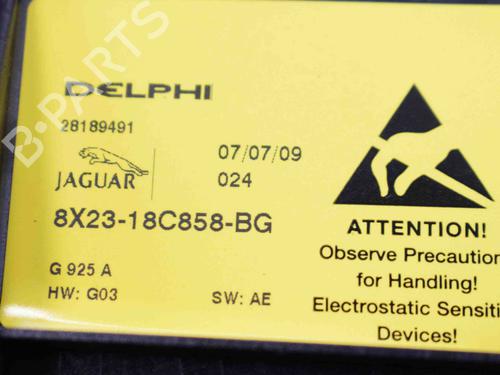 DELPHI
28189491
JAGUAR
07/07/09
024
8X23-18C858-BG
G 925 A
HW: G03
SW: AE
ATTENTION!
Observe Precaution
for Handling!
Electrostatic Sensiti
Devices!
B-PARTS